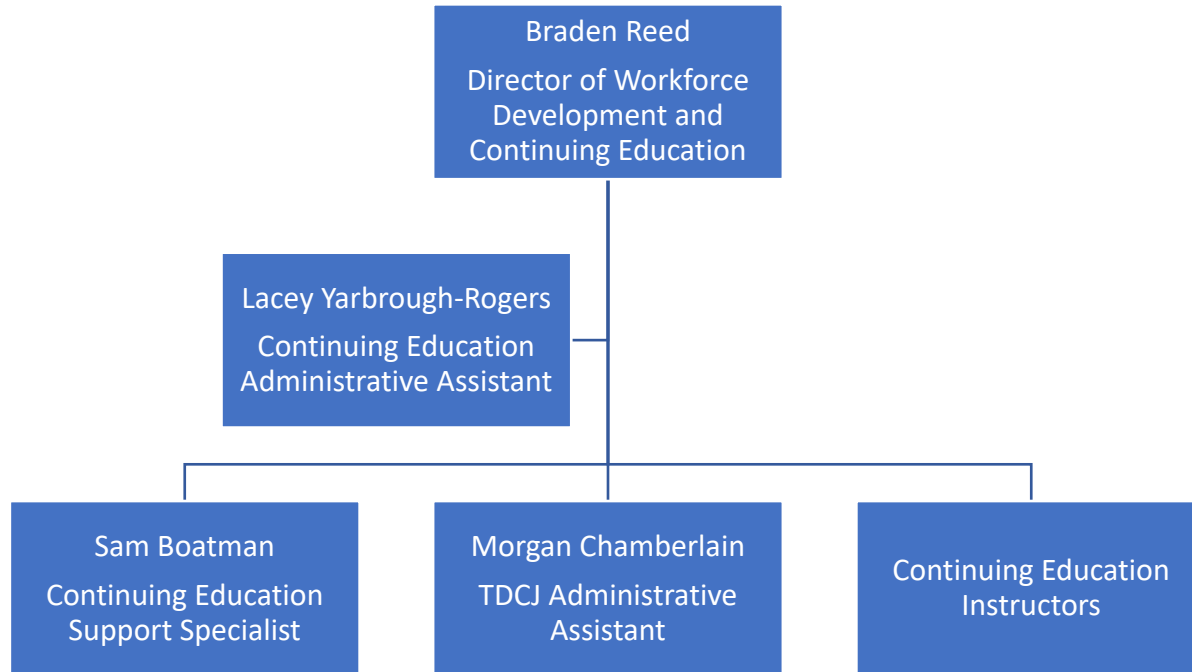 Braden Reed
Director of Workforce
Development and
Continuing Education
Lacey Yarbrough-Rogers
Continuing Education
Administrative Assistant
Sam Boatman
Continuing Education
Support Specialist
Morgan Chamberlain
TDCJ Administrative
Assistant
Continuing Education
Instructors